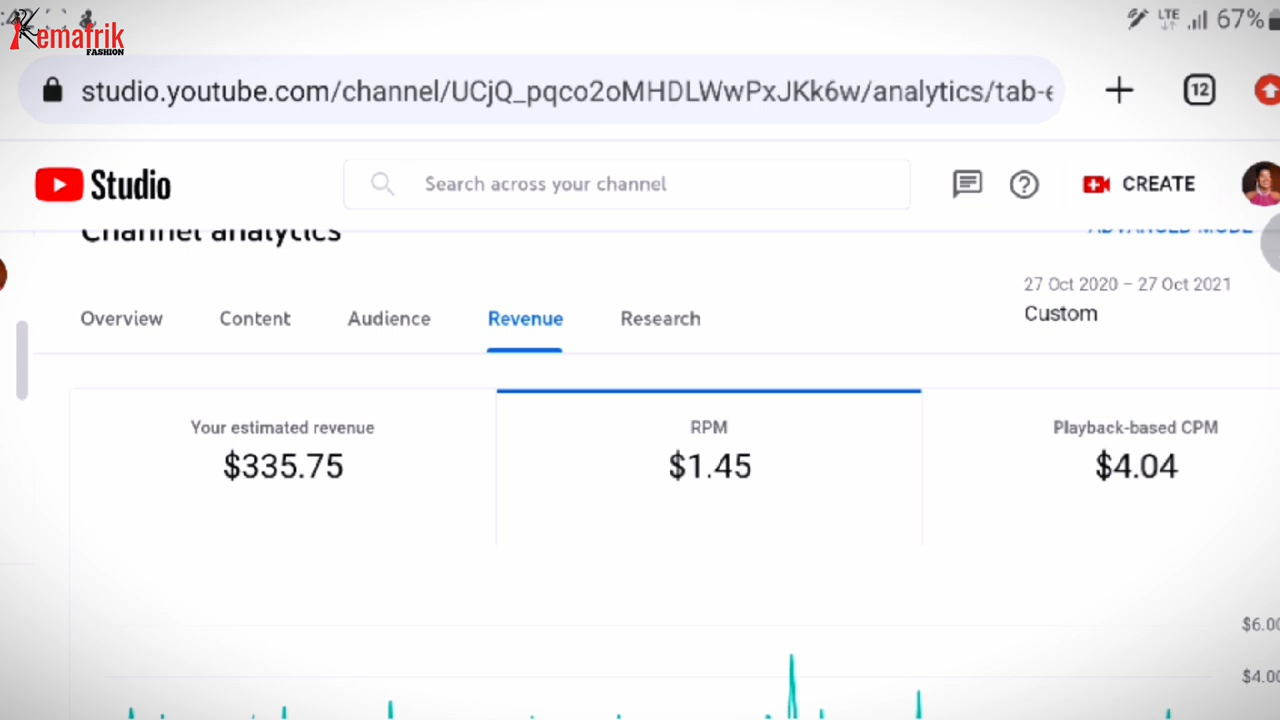 Kemafrik
FASHION
LTE 67%
studio.youtube.com/channel/UCjQ_pqco2oMHDLWwPxJKk6w/analytics/tab-e
12
Studio
Search across your channel
CREATE
Channel analytics
ADVANCED MODE
27 Oct 2020 – 27 Oct 2021
Custom
Overview
Content
Audience
Revenue
Research
Your estimated revenue
$335.75
RPM
$1.45
Playback-based CPM
$4.04
$6.00
$4.00